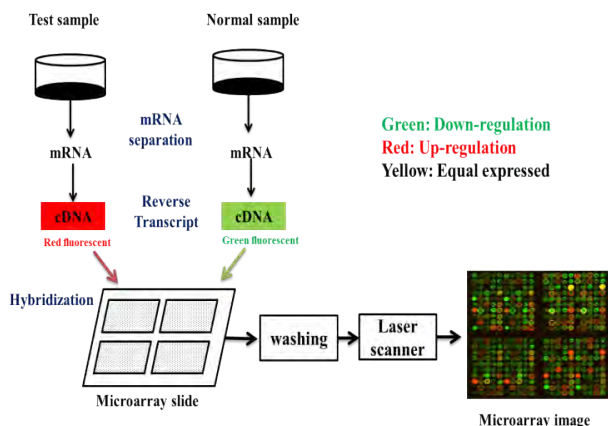 Test sample
Normal sample
mRNA
separation
mRNA
mRNA
Green: Down-regulation
Red: Up-regulation
Yellow: Equal expressed
cDNA
Reverse
Transcript
cDNA
Red fluorescent
Green fluorescent
Hybridization
washing
Laser
scanner
Microarray slide
Microarray image